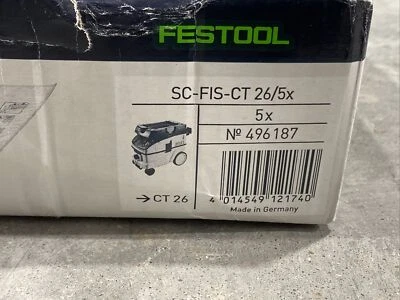 FESTOOL
SC-FIS-CT 26/5x
5x
№ 496187
→ CT 26
4 014549 121740
Made in Germany